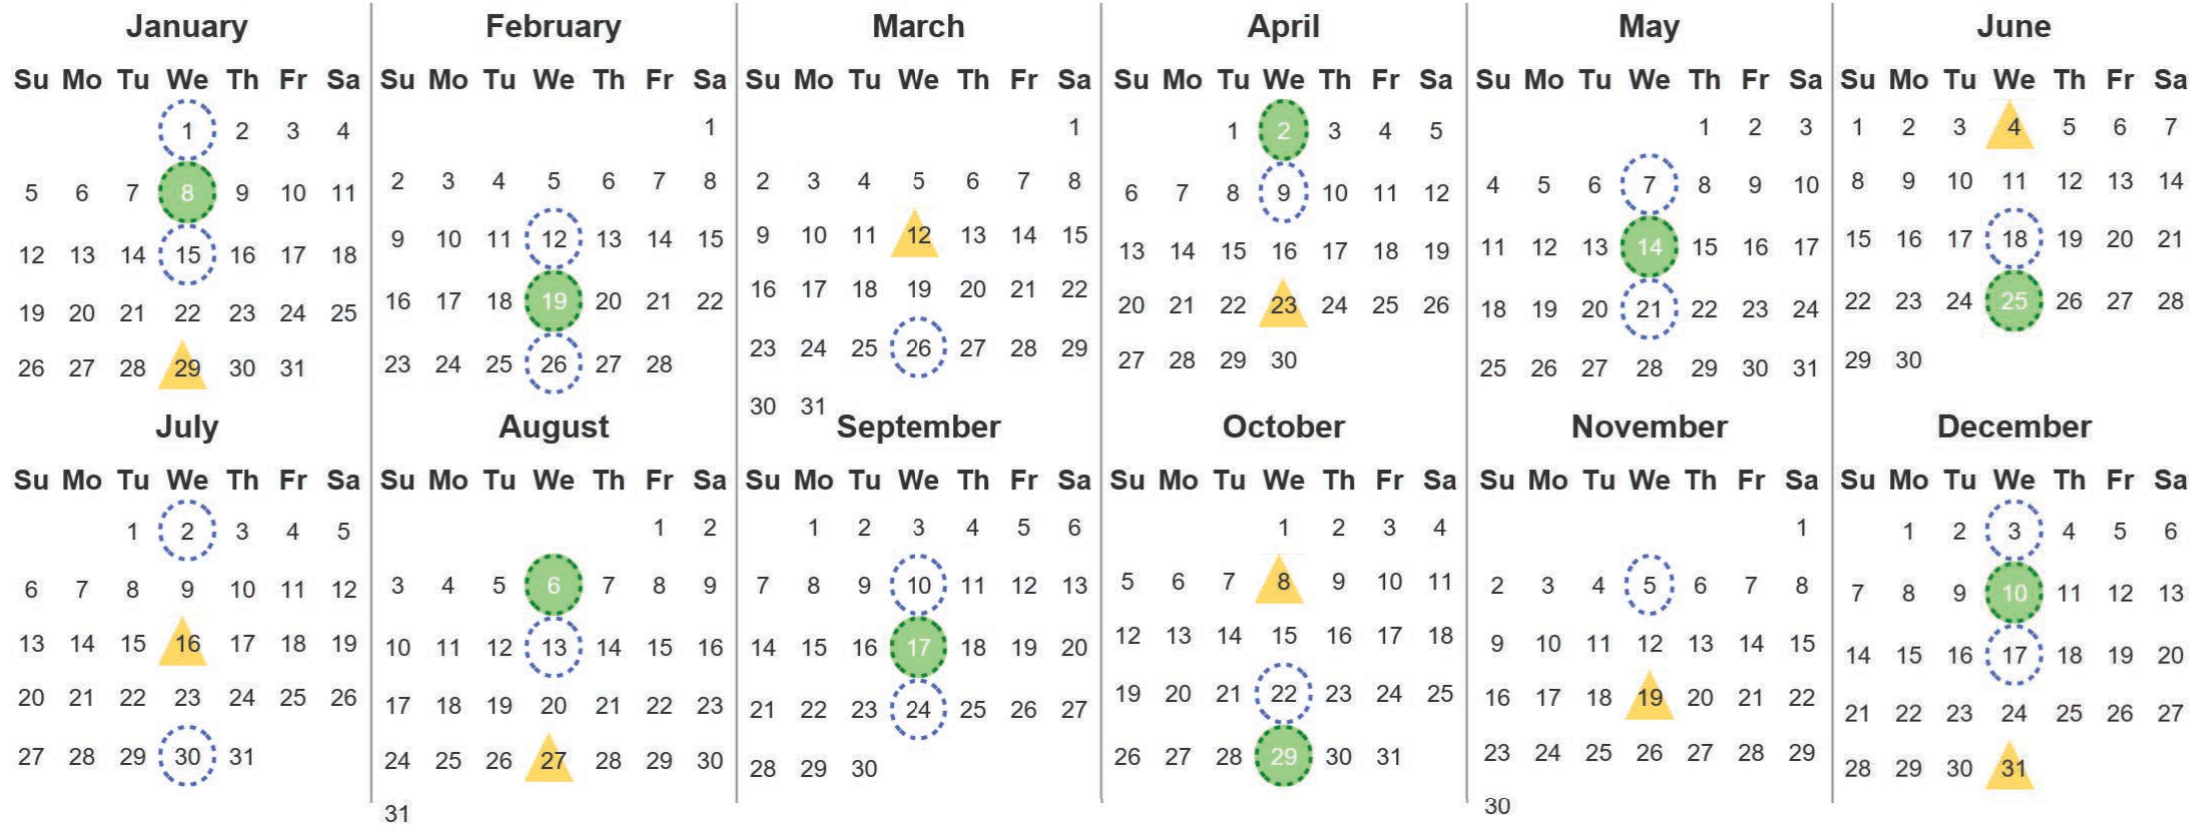 January
Su Mo Tu We Th Fr Sa
1 2 3 4
5 6 7 8 9 10 11
12 13 14 15 16 17 18
19 20 21 22 23 24 25
26 27 28 29 30 31
February
Su Mo Tu We Th Fr Sa
1
2 3 4 5 6 7 8
9 10 11 12 13 14 15
16 17 18 19 20 21 22
23 24 25 26 27 28
March
Su Mo Tu We Th Fr Sa
1
2 3 4 5 6 7 8
9 10 11 12 13 14 15
16 17 18 19 20 21 22
23 24 25 26 27 28 29
30 31
April
Su Mo Tu We Th Fr Sa
1 2 3 4 5
6 7 8 9 10 11 12
13 14 15 16 17 18 19
20 21 22 23 24 25 26
27 28 29 30
May
Su Mo Tu We Th Fr Sa
1 2 3
4 5 6 7 8 9 10
11 12 13 14 15 16 17
18 19 20 21 22 23 24
25 26 27 28 29 30 31
June
Su Mo Tu We Th Fr Sa
1 2 3 4 5 6 7
8 9 10 11 12 13 14
15 16 17 18 19 20 21
22 23 24 25 26 27 28
29 30
July
Su Mo Tu We Th Fr Sa
1 2 3 4 5
6 7 8 9 10 11 12
13 14 15 16 17 18 19
20 21 22 23 24 25 26
27 28 29 30 31
August
Su Mo Tu We Th Fr Sa
1 2
3 4 5 6 7 8 9
10 11 12 13 14 15 16
17 18 19 20 21 22 23
24 25 26 27 28 29 30
31
September
Su Mo Tu We Th Fr Sa
1 2 3 4 5 6
7 8 9 10 11 12 13
14 15 16 17 18 19 20
21 22 23 24 25 26 27
28 29 30
October
Su Mo Tu We Th Fr Sa
1 2 3 4
5 6 7 8 9 10 11
12 13 14 15 16 17 18
19 20 21 22 23 24 25
26 27 28 29 30 31
November
Su Mo Tu We Th Fr Sa
1
2 3 4 5 6 7 8
9 10 11 12 13 14 15
16 17 18 19 20 21 22
23 24 25 26 27 28 29
30
December
Su Mo Tu We Th Fr Sa
1 2 3 4 5 6
7 8 9 10 11 12 13
14 15 16 17 18 19 20
21 22 23 24 25 26 27
28 29 30 31